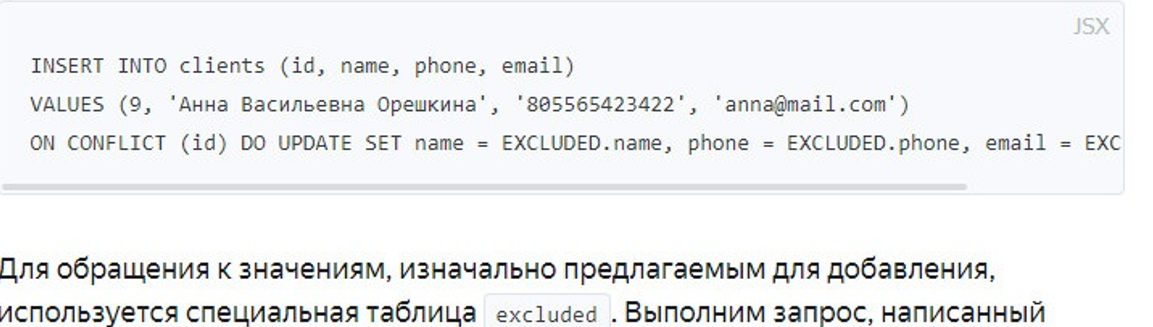 JSX
INSERT INTO clients (id, name, phone, email)
VALUES (9, 'Анна Васильевна Орешкина', '805565423422', 'anna@mail.com')
ON CONFLICT (id) DO UPDATE SET name = EXCLUDED.name, phone = EXCLUDED.phone, email = EXC
Для обращения к значениям, изначально предлагаемым для добавления,
используется специальная таблица excluded . Выполним запрос, написанный